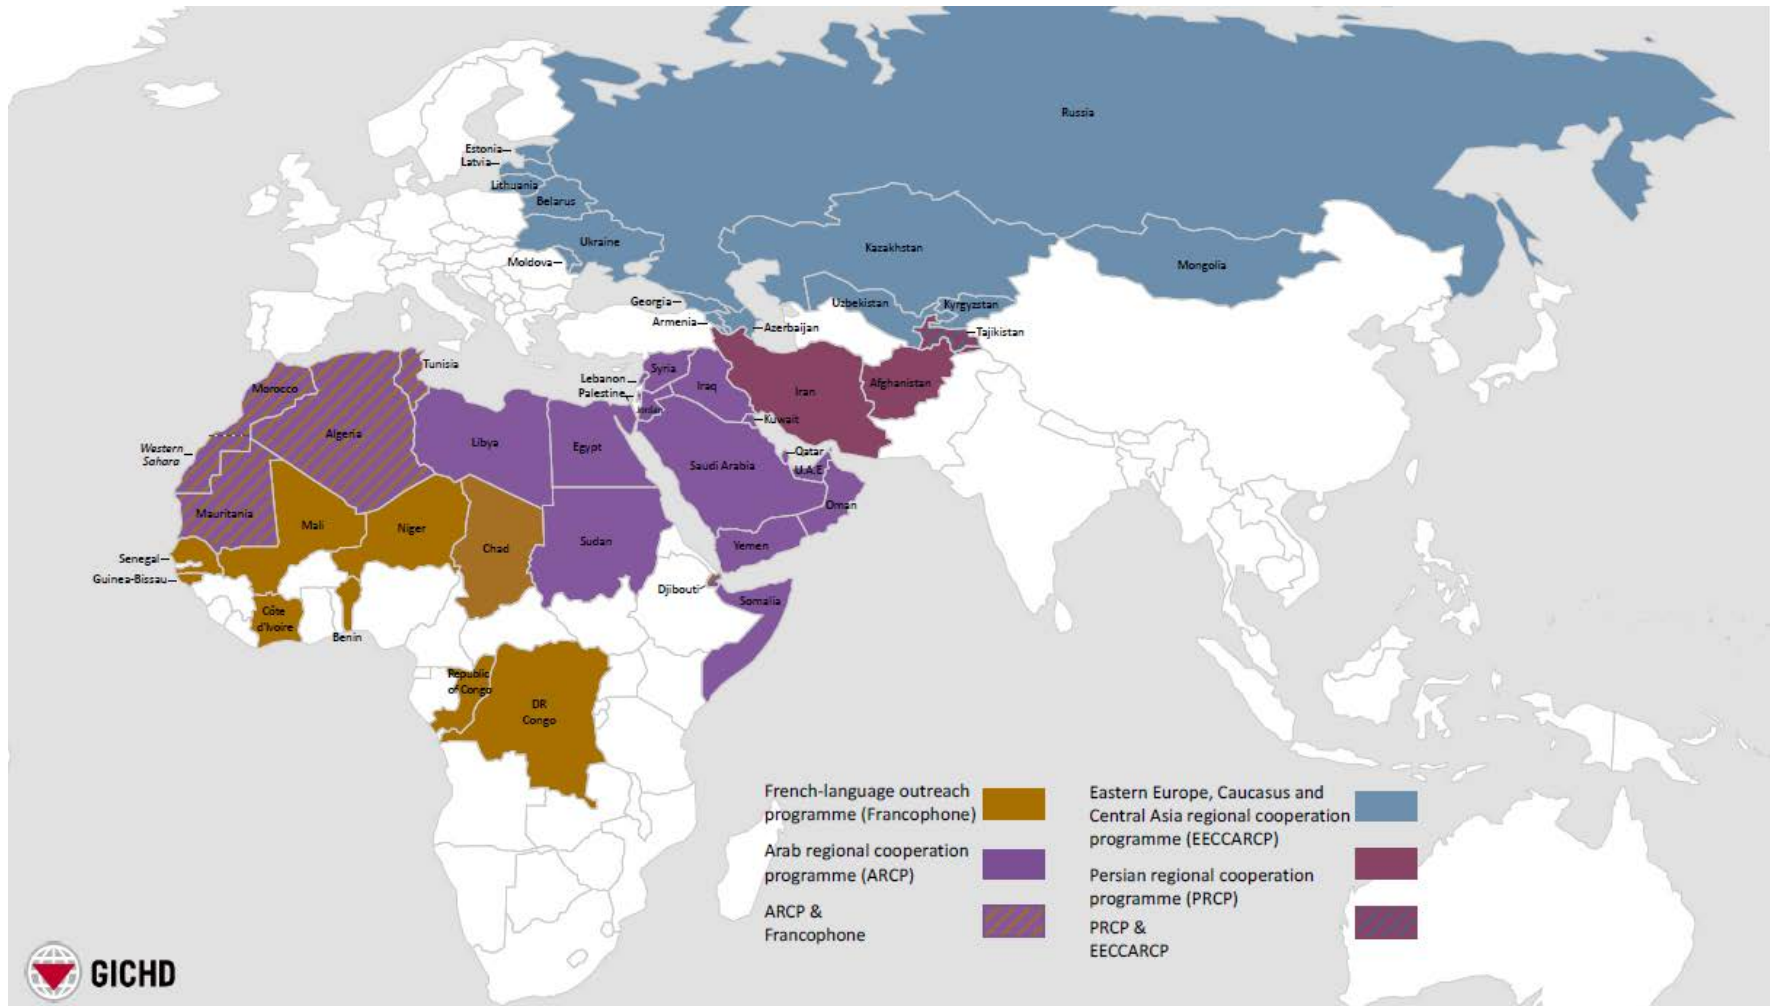 Russia
Estonia
Latvia
Lithuania
Belarus
Ukraine
Moldova
Kazakhstan
Mongolia
Georgia
Uzbekistan
Kyrgyzstan
Armenia
Azerbaijan
Tajikistan
Tunisia
Morocco
Lebanon
Syria
Palestine
Iraq
Iran
Afghanistan
Jordan
Kuwait
Algeria
Libya
Egypt
Western
Sahara
Saudi Arabia
Qatar
U.A.E
Mauritania
Mali
Niger
Chad
Sudan
Oman
Yemen
Senegal
Guinea-Bissau
Djibouti
Somalia
Côte
d'Ivoire
Benin
Republic
of Congo
DR
Congo
French-language outreach
programme (Francophone)
Arab regional cooperation
programme (ARCP)
ARCP &
Francophone
Eastern Europe, Caucasus and
Central Asia regional cooperation
programme (EECCARCP)
Persian regional cooperation
programme (PRCP)
PRCP &
EECCARCP
GICHD